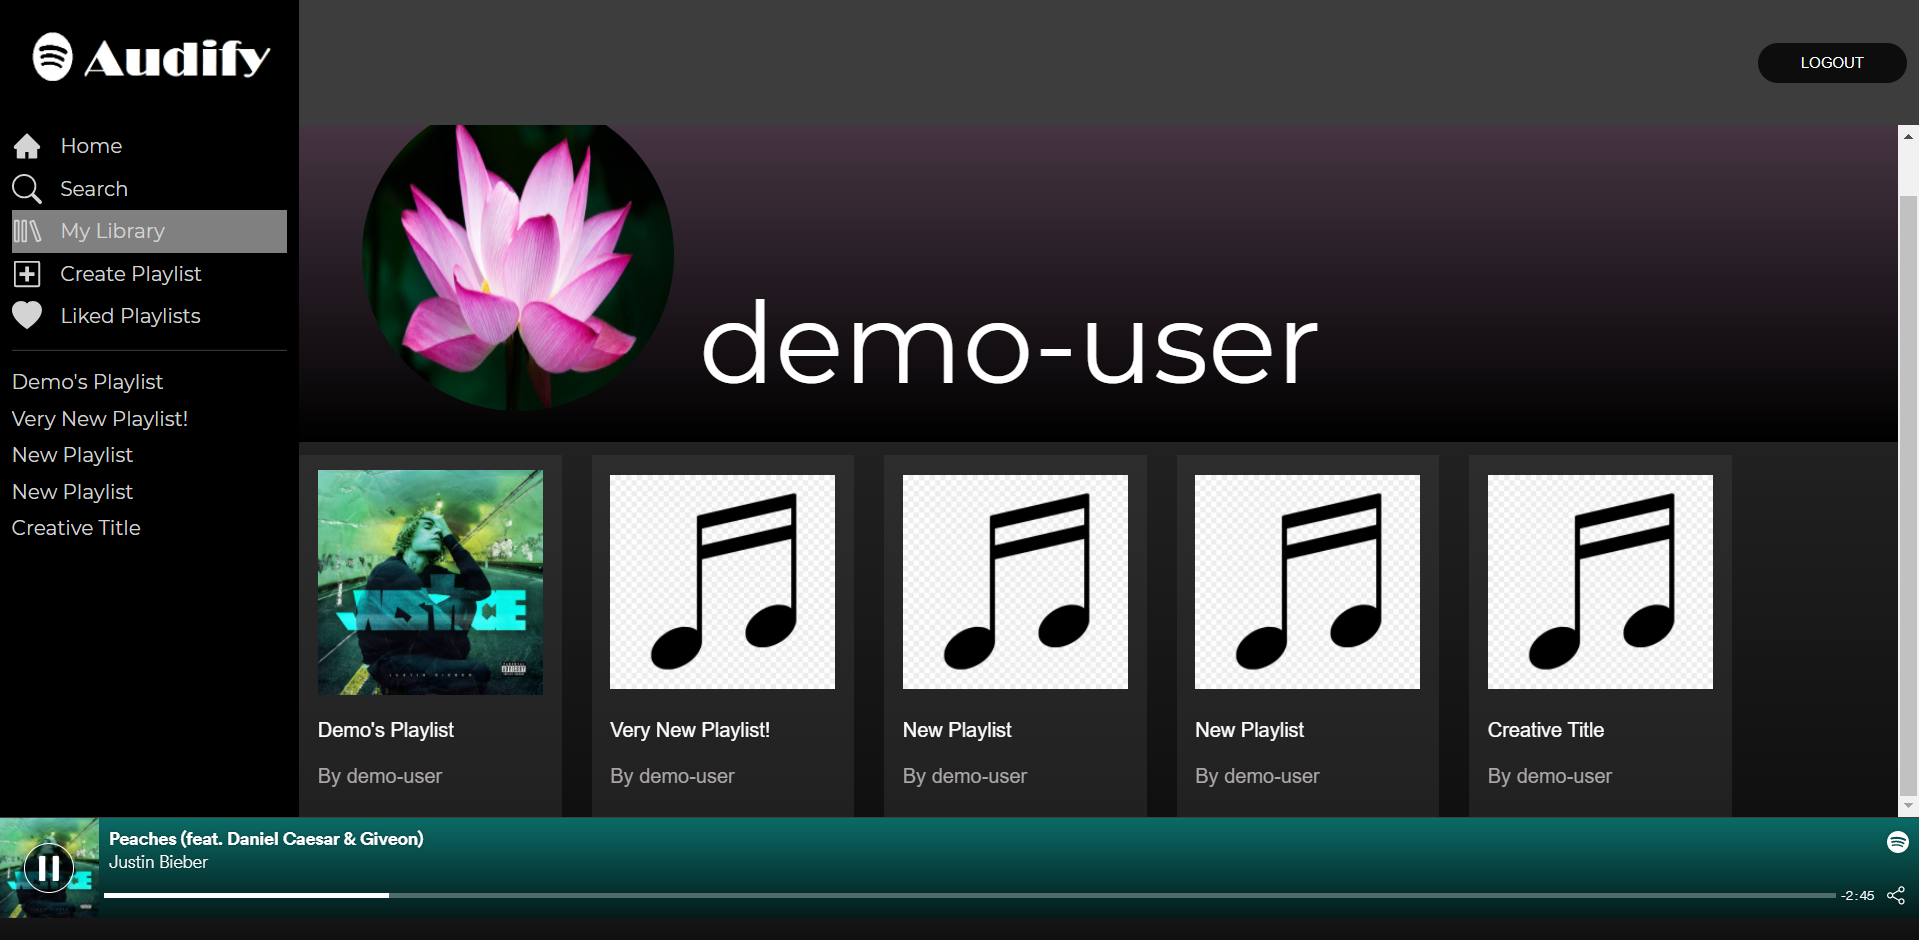 Audify
LOGOUT
Home
Search
My Library
Create Playlist
Liked Playlists
Demo's Playlist
Very New Playlist!
New Playlist
New Playlist
Creative Title
demo-user
JUSTICE
JUSTIN BIEBER
Demo's Playlist
By demo-user
Very New Playlist!
By demo-user
New Playlist
By demo-user
New Playlist
By demo-user
Creative Title
By demo-user
Peaches (feat. Daniel Caesar & Giveon)
Justin Bieber
-2:45